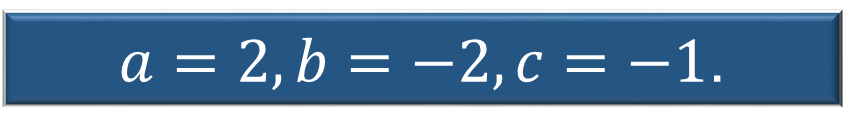 a = 2, b = −2, c = −1.